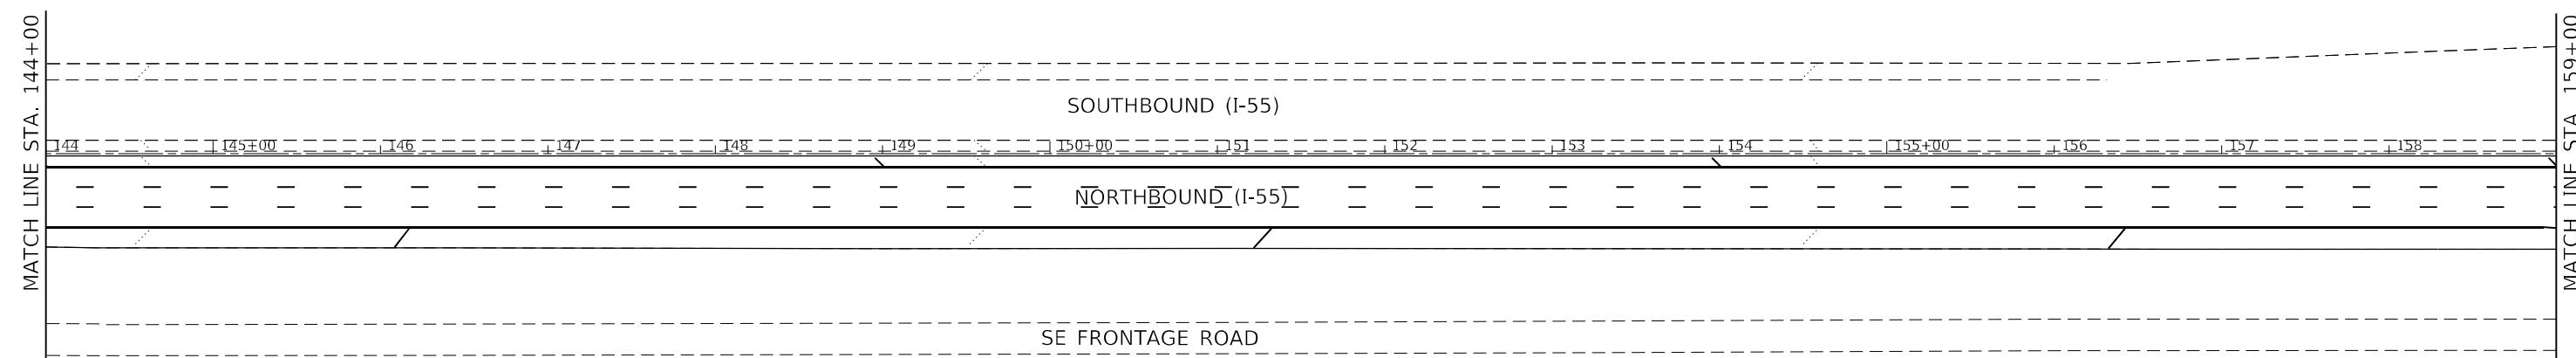 MATCH LINE STA. 144+00
SOUTHBOUND (I-55)
144 145+00 146 147 148 149 150+00 151 152 153 154 155+00 156 157 158
NORTHBOUND (I-55)
SE FRONTAGE ROAD
MATCH LINE STA. 159+00